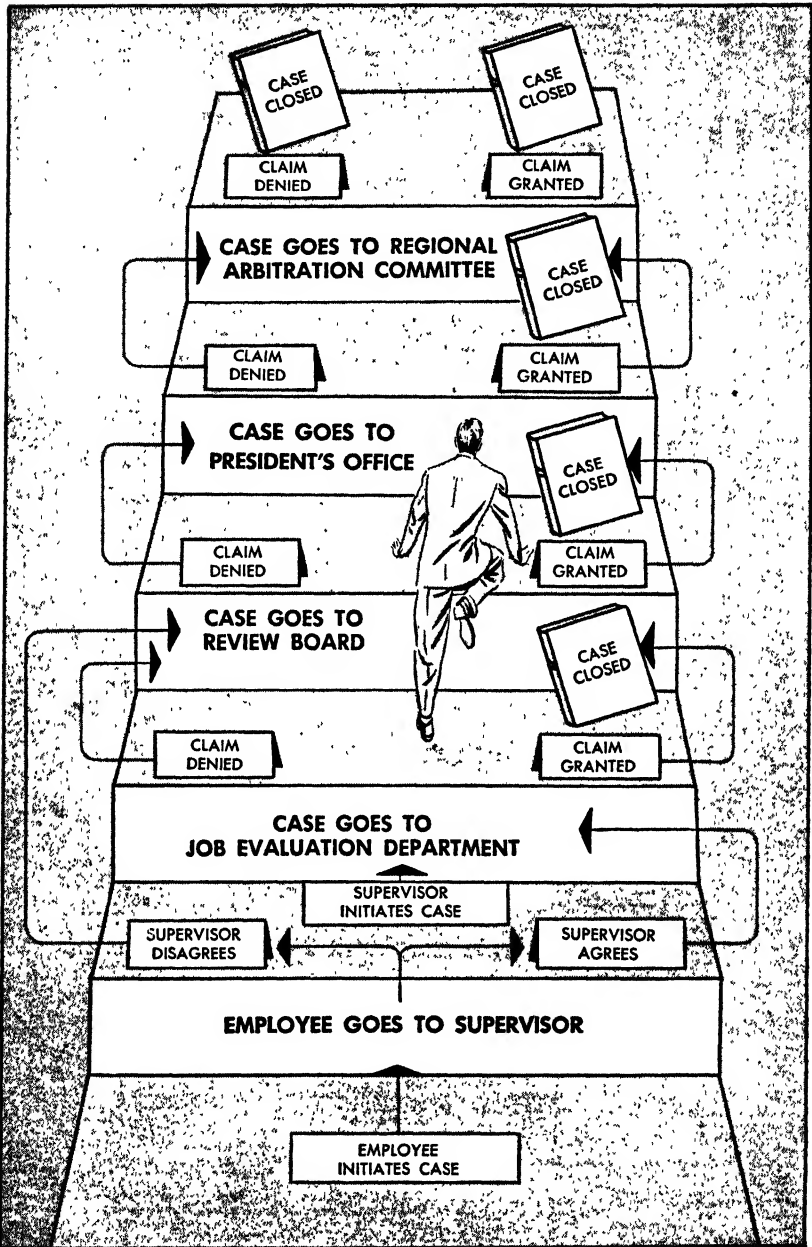 CASE
CLOSED
CASE
CLOSED
CLAIM
DENIED
CLAIM
GRANTED
CASE GOES TO REGIONAL
ARBITRATION COMMITTEE
CASE
CLOSED
CLAIM
DENIED
CLAIM
GRANTED
CASE GOES TO
PRESIDENT'S OFFICE
CASE
CLOSED
CLAIM
DENIED
CLAIM
GRANTED
CASE GOES TO
REVIEW BOARD
CASE
CLOSED
CLAIM
DENIED
CLAIM
GRANTED
CASE GOES TO
JOB EVALUATION DEPARTMENT
SUPERVISOR
INITIATES CASE
SUPERVISOR
DISAGREES
SUPERVISOR
AGREES
EMPLOYEE GOES TO SUPERVISOR
EMPLOYEE
INITIATES CASE